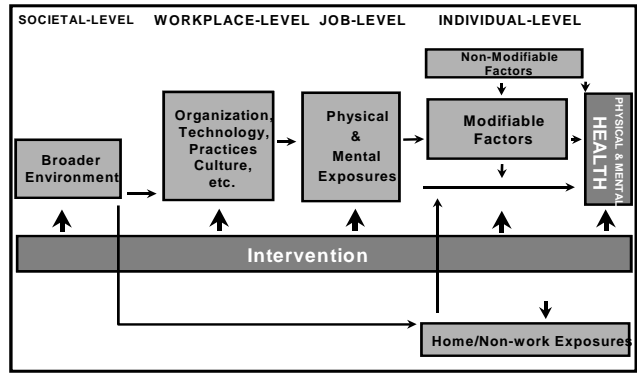 SOCIETAL-LEVEL
WORKPLACE-LEVEL
JOB-LEVEL
INDIVIDUAL-LEVEL
Non-Modifiable
Factors
Organization,
Technology,
Practices
Culture,
etc.
Physical
&
Mental
Exposures
Modifiable
Factors
PHYSICAL & MENTAL
HEALTH
Broader
Environment
Intervention
Home/Non-work Exposures